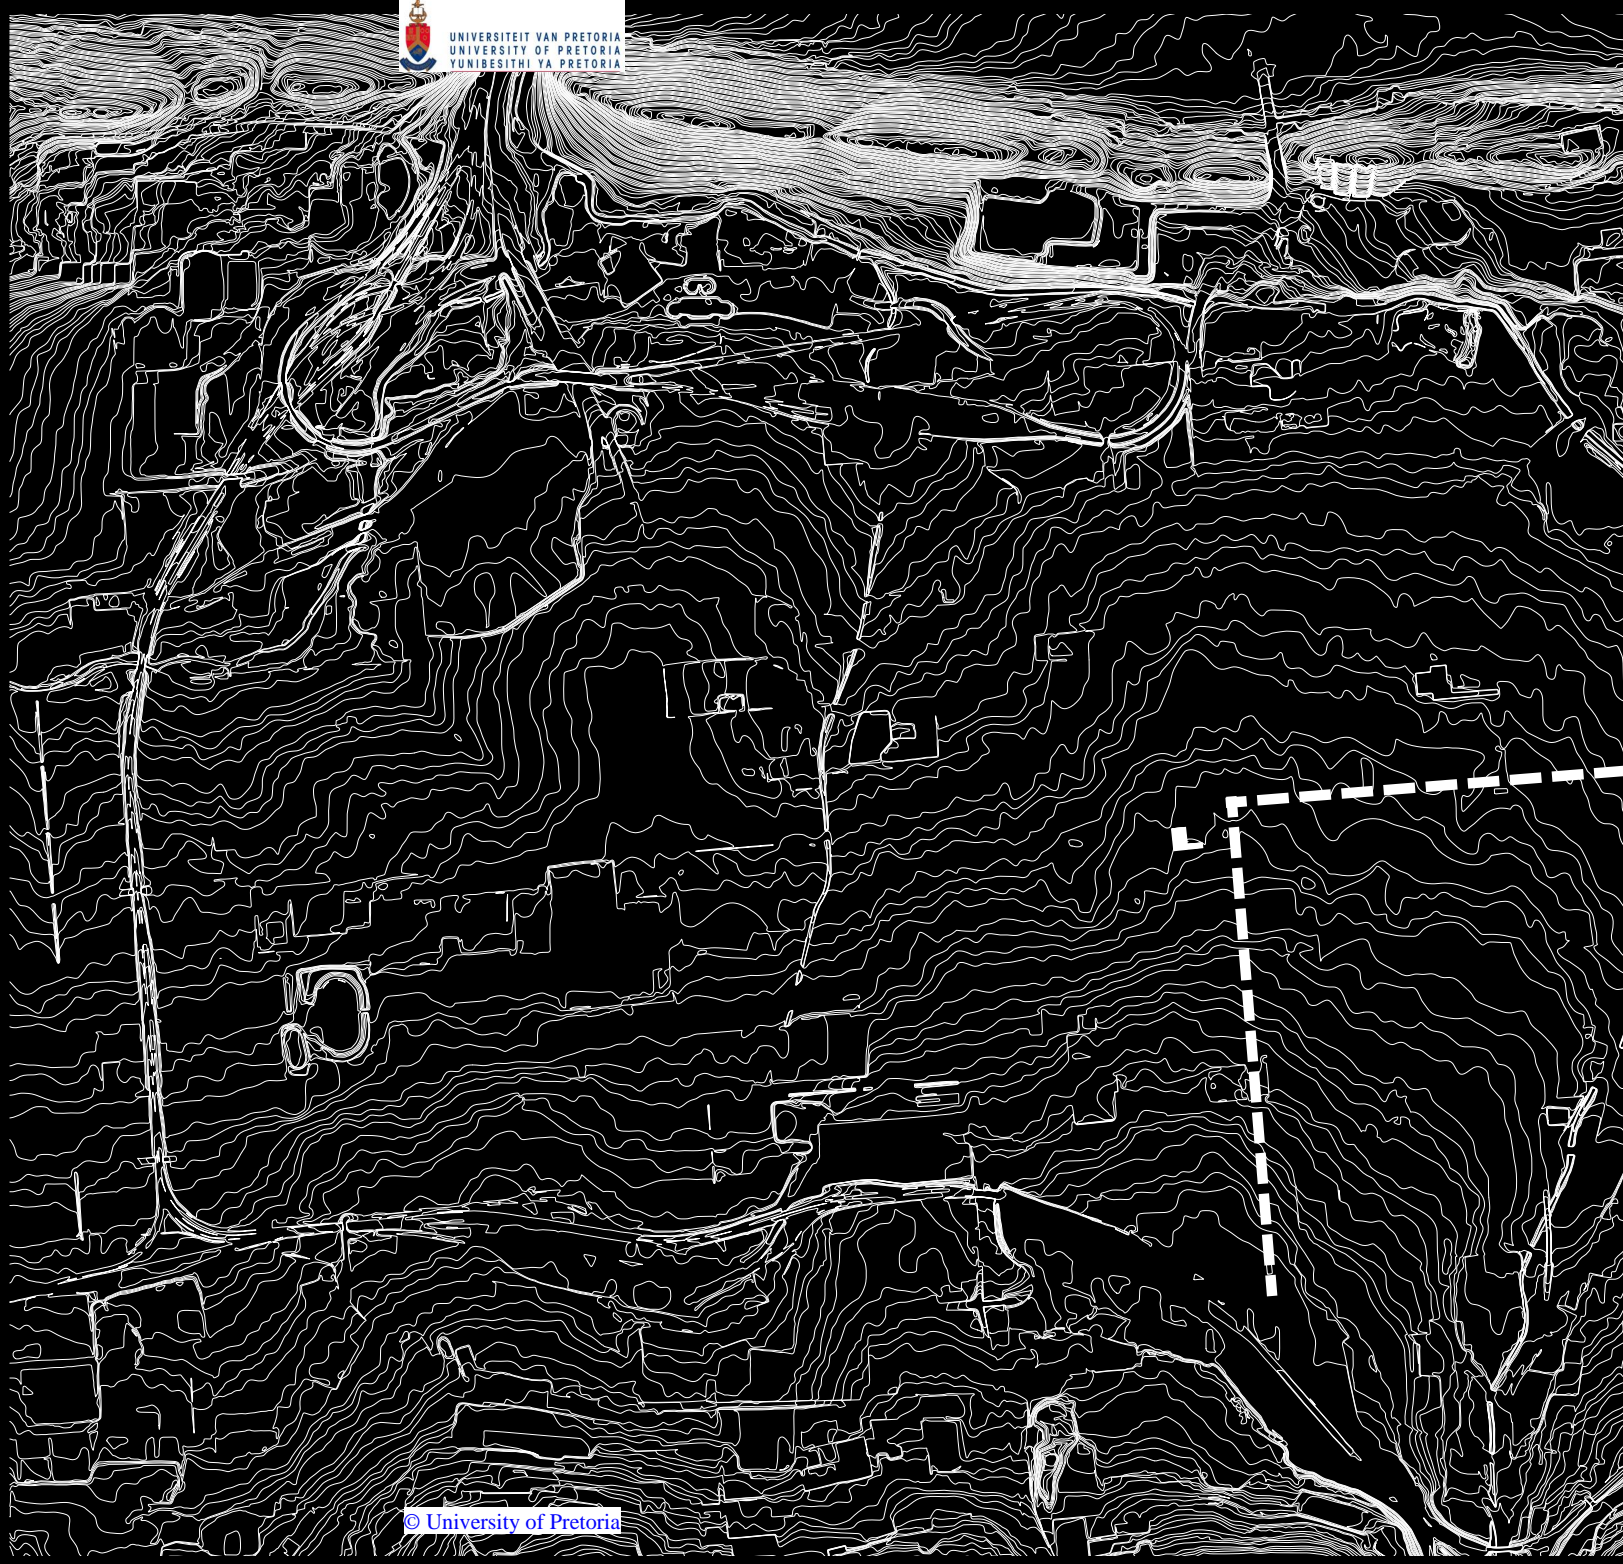 UNIVERSITEIT VAN PRETORIA
UNIVERSITY OF PRETORIA
YUNIBESITHI YA PRETORIA
© University of Pretoria